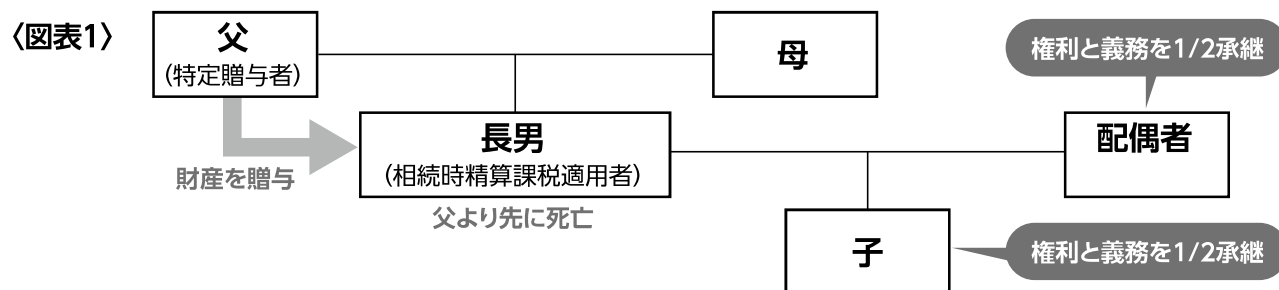 〈図表1〉
父
(特定贈与者)
母
権利と義務を1/2承継
長男
(相続時精算課税適用者)
配偶者
財産を贈与
父より先に死亡
子
権利と義務を1/2承継